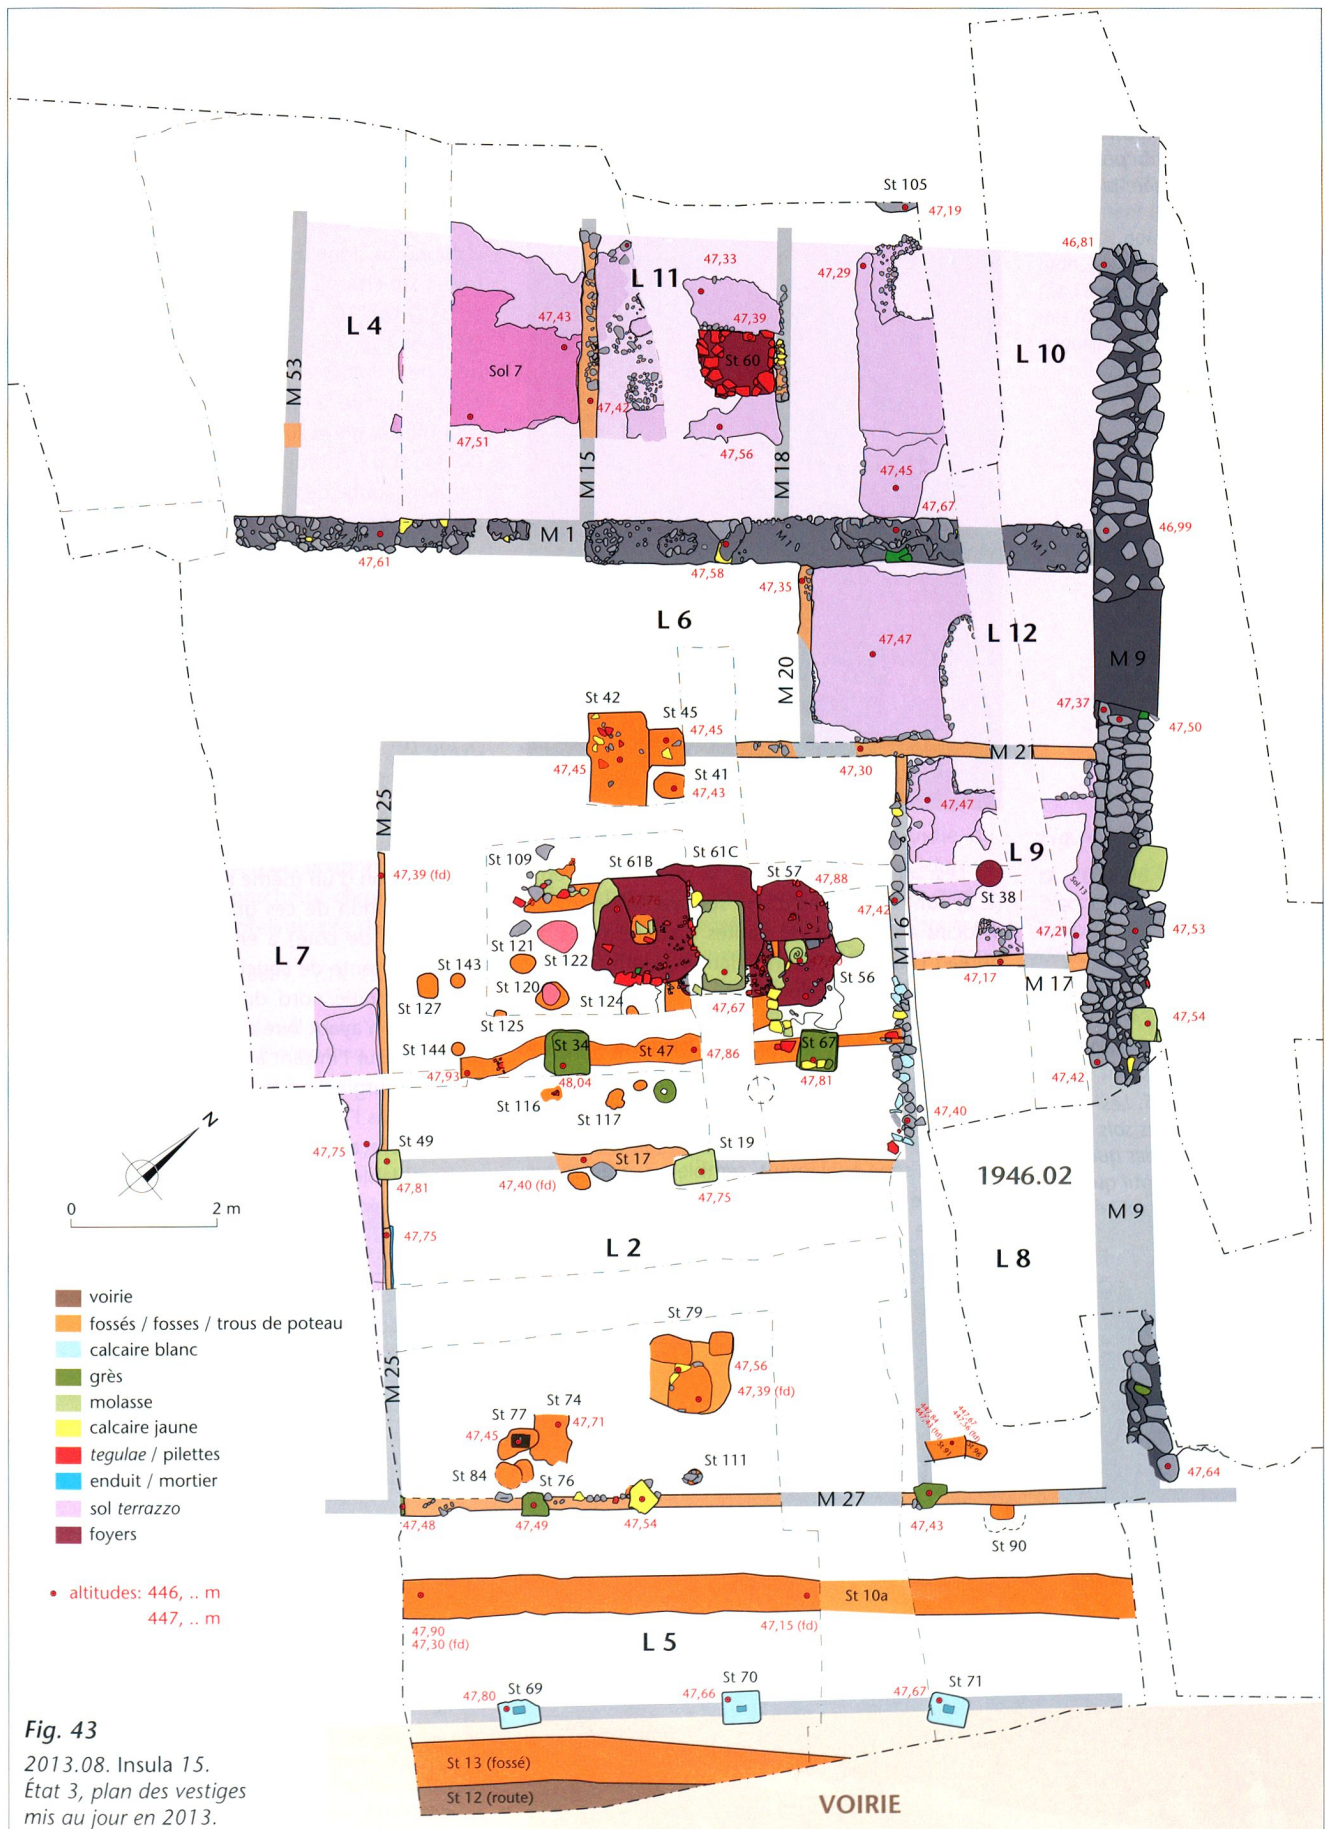 St 105
47,19
46,81
47,33
L 11
47,29
47,43
47,39
L 4
L 10
Sol 7
St 60
M 53
47,42
47,51
47,56
M 15
M 18
47,45
47,67
46,99
M 1
M 1
M 1
47,61
47,58
47,35
L 6
L 12
47,47
M 9
M 20
St 42
St 45
47,45
47,37
47,50
47,45
St 41
47,43
47,30
M 21
M 25
47,47
L 9
St 109
St 61B
St 61C
St 57
47,88
47,39 (fd)
47,76
47,42
St 38
Sol 13
M 16
47,21
47,53
L 7
St 121
St 122
St 143
St 56
47,17
M 17
St 120
St 124
47,67
St 127
St 125
47,54
St 144
St 34
St 47
47,86
St 67
47,93
48,04
47,81
47,42
St 116
St 117
47,40
N
St 49
St 19
47,75
St 17
47,81
47,40 (fd)
47,75
1946.02
0
2 m
47,75
L 2
M 9
L 8
voirie
fossés / fosses / trous de poteau
calcaire blanc
grès
molasse
calcaire jaune
tegulae / pilettes
enduit / mortier
sol terrazzo
foyers
altitudes: 446, .. m
447, .. m
M 25
St 79
47,56
47,39 (fd)
St 77
St 74
47,71
47,45
St 91
St 84
St 76
St 111
47,64
M 27
47,48
47,49
47,54
47,43
St 90
St 10a
47,90
47,30 (fd)
47,15 (fd)
L 5
St 69
St 70
St 71
47,80
47,66
47,67
St 13 (fossé)
St 12 (route)
VOIRIE
Fig. 43
2013.08. Insula 15.
État 3, plan des vestiges
mis au jour en 2013.